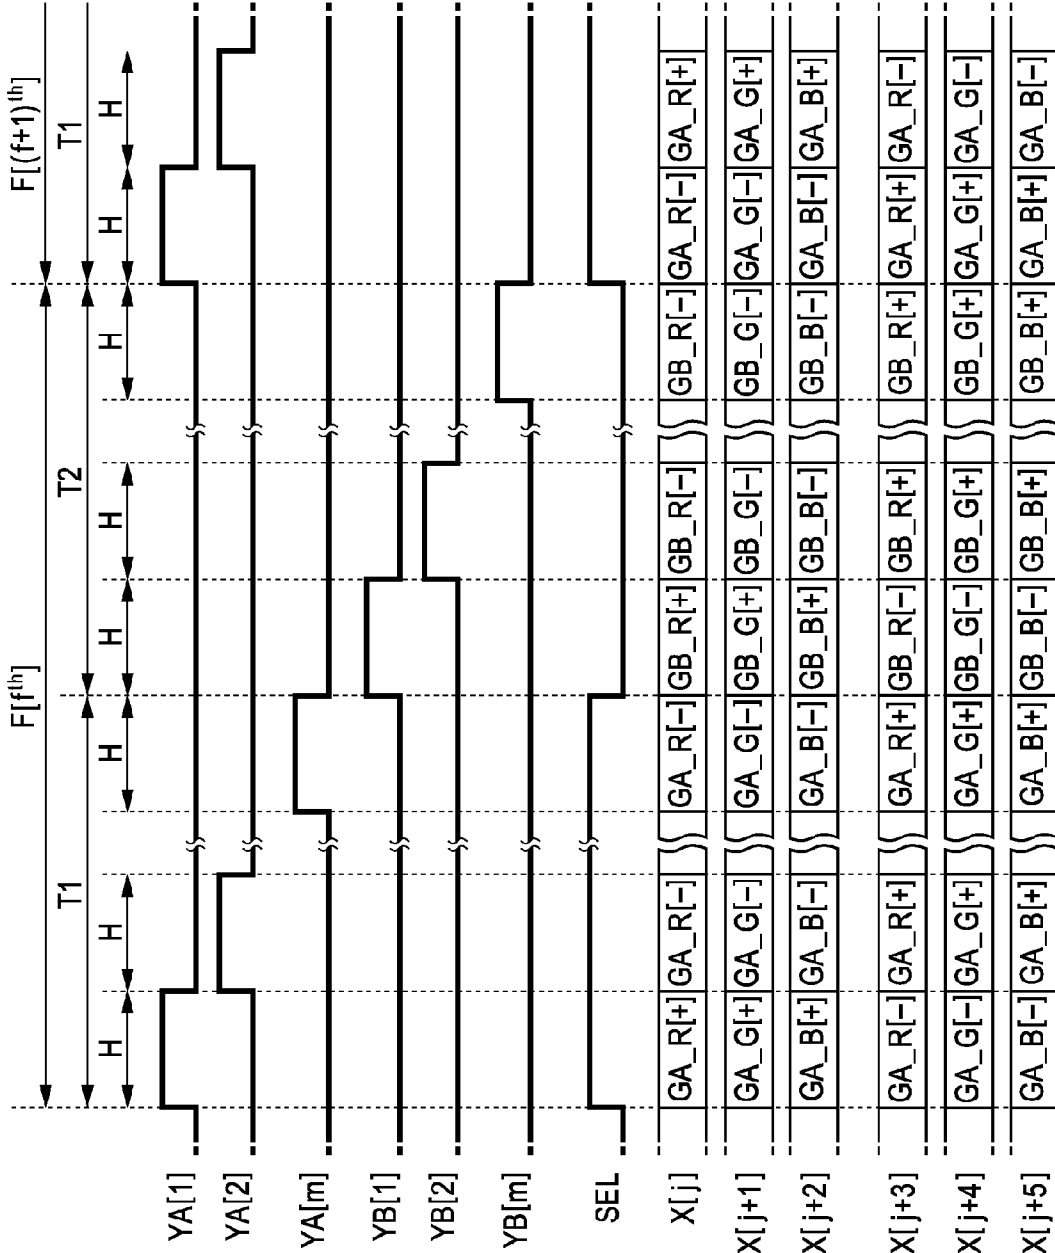 F[fth] F[(f+1)th]
T1 T2 T1
H H H H H H H H
YA[1]
YA[2]
YA[m]
YB[1]
YB[2]
YB[m]
SEL
X[j] GA_R[+] GA_R[−] GA_R[−] GB_R[+] GB_R[−] GB_R[−] GA_R[−] GA_R[+]
X[j+1] GA_G[+] GA_G[−] GA_G[−] GB_G[+] GB_G[−] GB_G[−] GA_G[−] GA_G[+]
X[j+2] GA_B[+] GA_B[−] GA_B[−] GB_B[+] GB_B[−] GB_B[−] GA_B[−] GA_B[+]
X[j+3] GA_R[−] GA_R[+] GA_R[+] GB_R[−] GB_R[+] GB_R[+] GA_R[+] GA_R[−]
X[j+4] GA_G[−] GA_G[+] GA_G[+] GB_G[−] GB_G[+] GB_G[+] GA_G[+] GA_G[−]
X[j+5] GA_B[−] GA_B[+] GA_B[+] GB_B[−] GB_B[+] GB_B[+] GA_B[+] GA_B[−]